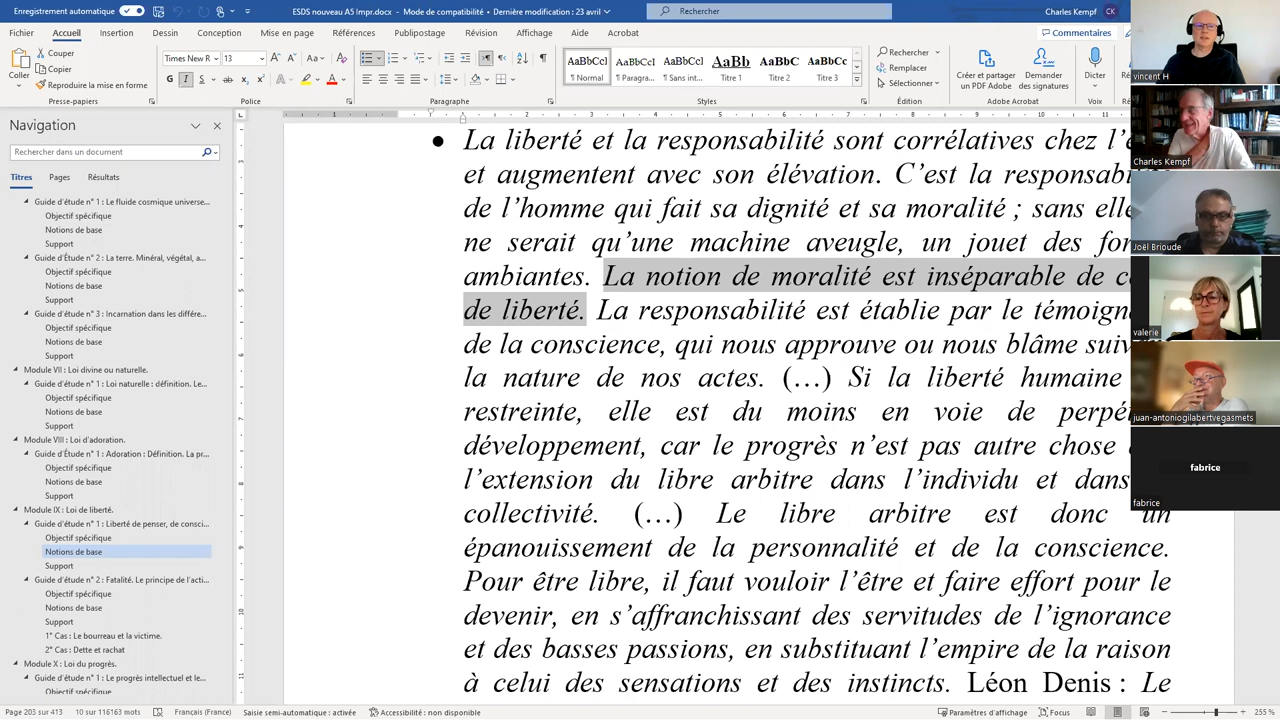 Enregistrement automatique
ESDS nouveau A5 Impr.docx - Mode de compatibilité • Dernière modification : 23 avril
Rechercher
Charles Kempf
CK
Fichier Accueil Insertion Dessin Conception Mise en page Références Publipostage Révision Affichage Aide Acrobat
Commentaires
Coller
Couper
Copier
Reproduire la mise en forme
Presse-papiers
Times New R
13
Police
Paragraphe
AaBbCcI AaBbCcI AaBbCcI AaBb AaBbC AaBbCc
¶ Normal ¶ Paragra... ¶ Sans int... Titre 1 Titre 2 Titre 3
Styles
Rechercher
Remplacer
Sélectionner
Édition
Créer et partager un PDF Adobe
Demander des signatures
Adobe Acrobat
Dicter
Voix
Navigation
Rechercher dans un document
Titres Pages Résultats
Guide d'étude n° 1 : Le fluide cosmique universe...
Objectif spécifique
Notions de base
Support
Guide d'Étude n° 2 : La terre. Minéral, végétal, a...
Objectif spécifique
Notions de base
Support
Guide d'étude n° 3 : Incarnation dans les différe...
Objectif spécifique
Notions de base
Support
Module VII : Loi divine ou naturelle.
Guide d'étude n° 1 : Loi naturelle : définition. Le...
Objectif spécifique
Notions de base
Support
Module VIII : Loi d'adoration.
Guide d'étude n° 1 : Adoration : Définition. La pr...
Objectif spécifique
Notions de base
Support
Module IX : Loi de liberté.
Guide d'étude n° 1 : Liberté de penser, de consci...
Objectif spécifique
Notions de base
Support
Guide d'étude n° 2 : Fatalité. Le principe de l'acti...
Objectif spécifique
Notions de base
Support
1° Cas : Le bourreau et la victime.
2° Cas : Dette et rachat
Module X : Loi du progrès.
Guide d'étude n° 1 : Le progrès intellectuel et le...
Objectif spécifique
● La liberté et la responsabilité sont corrélatives chez l'ê
et augmentent avec son élévation. C'est la responsabi
de l'homme qui fait sa dignité et sa moralité ; sans elle
ne serait qu'une machine aveugle, un jouet des for
ambiantes. La notion de moralité est inséparable de c
de liberté. La responsabilité est établie par le témoign
de la conscience, qui nous approuve ou nous blâme suiv
la nature de nos actes. (…) Si la liberté humaine
restreinte, elle est du moins en voie de perpé
développement, car le progrès n'est pas autre chose
l'extension du libre arbitre dans l'individu et dans
collectivité. (…) Le libre arbitre est donc un
épanouissement de la personnalité et de la conscience.
Pour être libre, il faut vouloir l'être et faire effort pour le
devenir, en s'affranchissant des servitudes de l'ignorance
et des basses passions, en substituant l'empire de la raison
à celui des sensations et des instincts. Léon Denis : Le
vincent H
Charles Kempf
Joël Brioude
valerie
juan-antoniogilabertvegasmets
fabrice
fabrice
Page 203 sur 413 10 sur 116163 mots Français (France) Saisie semi-automatique : activée Accessibilité : non disponible Paramètres d'affichage Focus 255 %